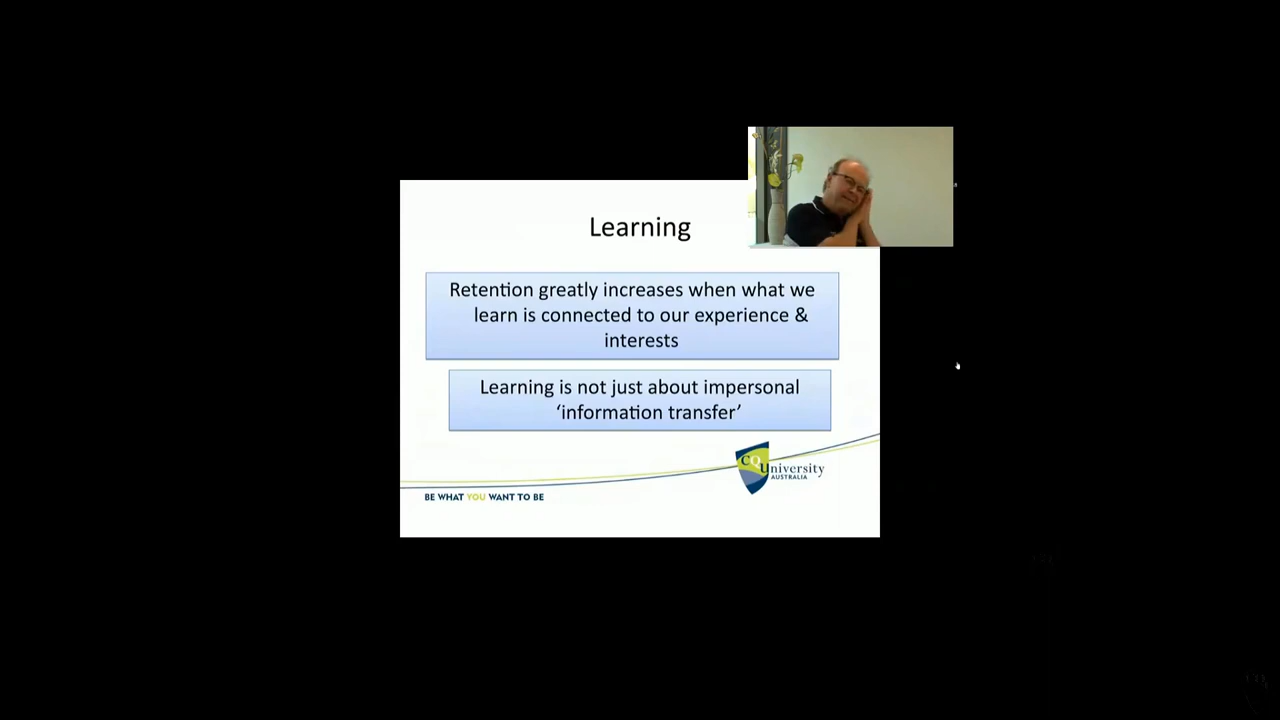 Learning
Retention greatly increases when what we
learn is connected to our experience &
interests
Learning is not just about impersonal
‘information transfer’
CQUniversity
AUSTRALIA
BE WHAT YOU WANT TO BE